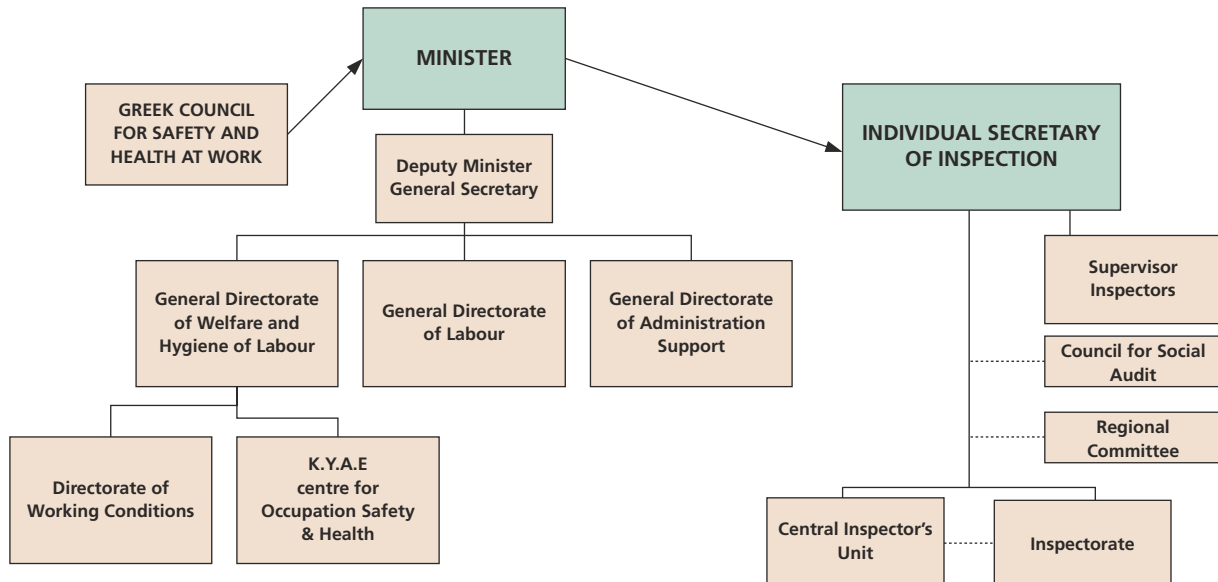 MINISTER
GREEK COUNCIL
FOR SAFETY AND
HEALTH AT WORK
INDIVIDUAL SECRETARY
OF INSPECTION
Deputy Minister
General Secretary
General Directorate
of Welfare and
Hygiene of Labour
General Directorate
of Labour
General Directorate
of Administration
Support
Supervisor
Inspectors
Council for Social
Audit
Regional
Committee
Directorate of
Working Conditions
K.Y.A.E
centre for
Occupation Safety
& Health
Central Inspector's
Unit
Inspectorate